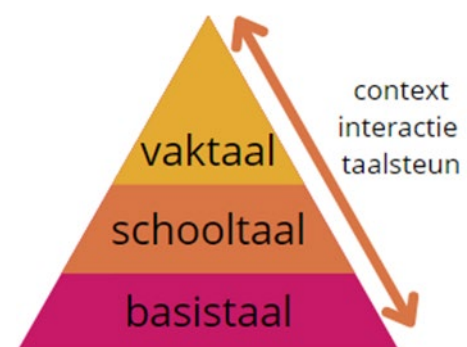 context
interactie
taalsteun
vaktaal
schooltaal
basistaal